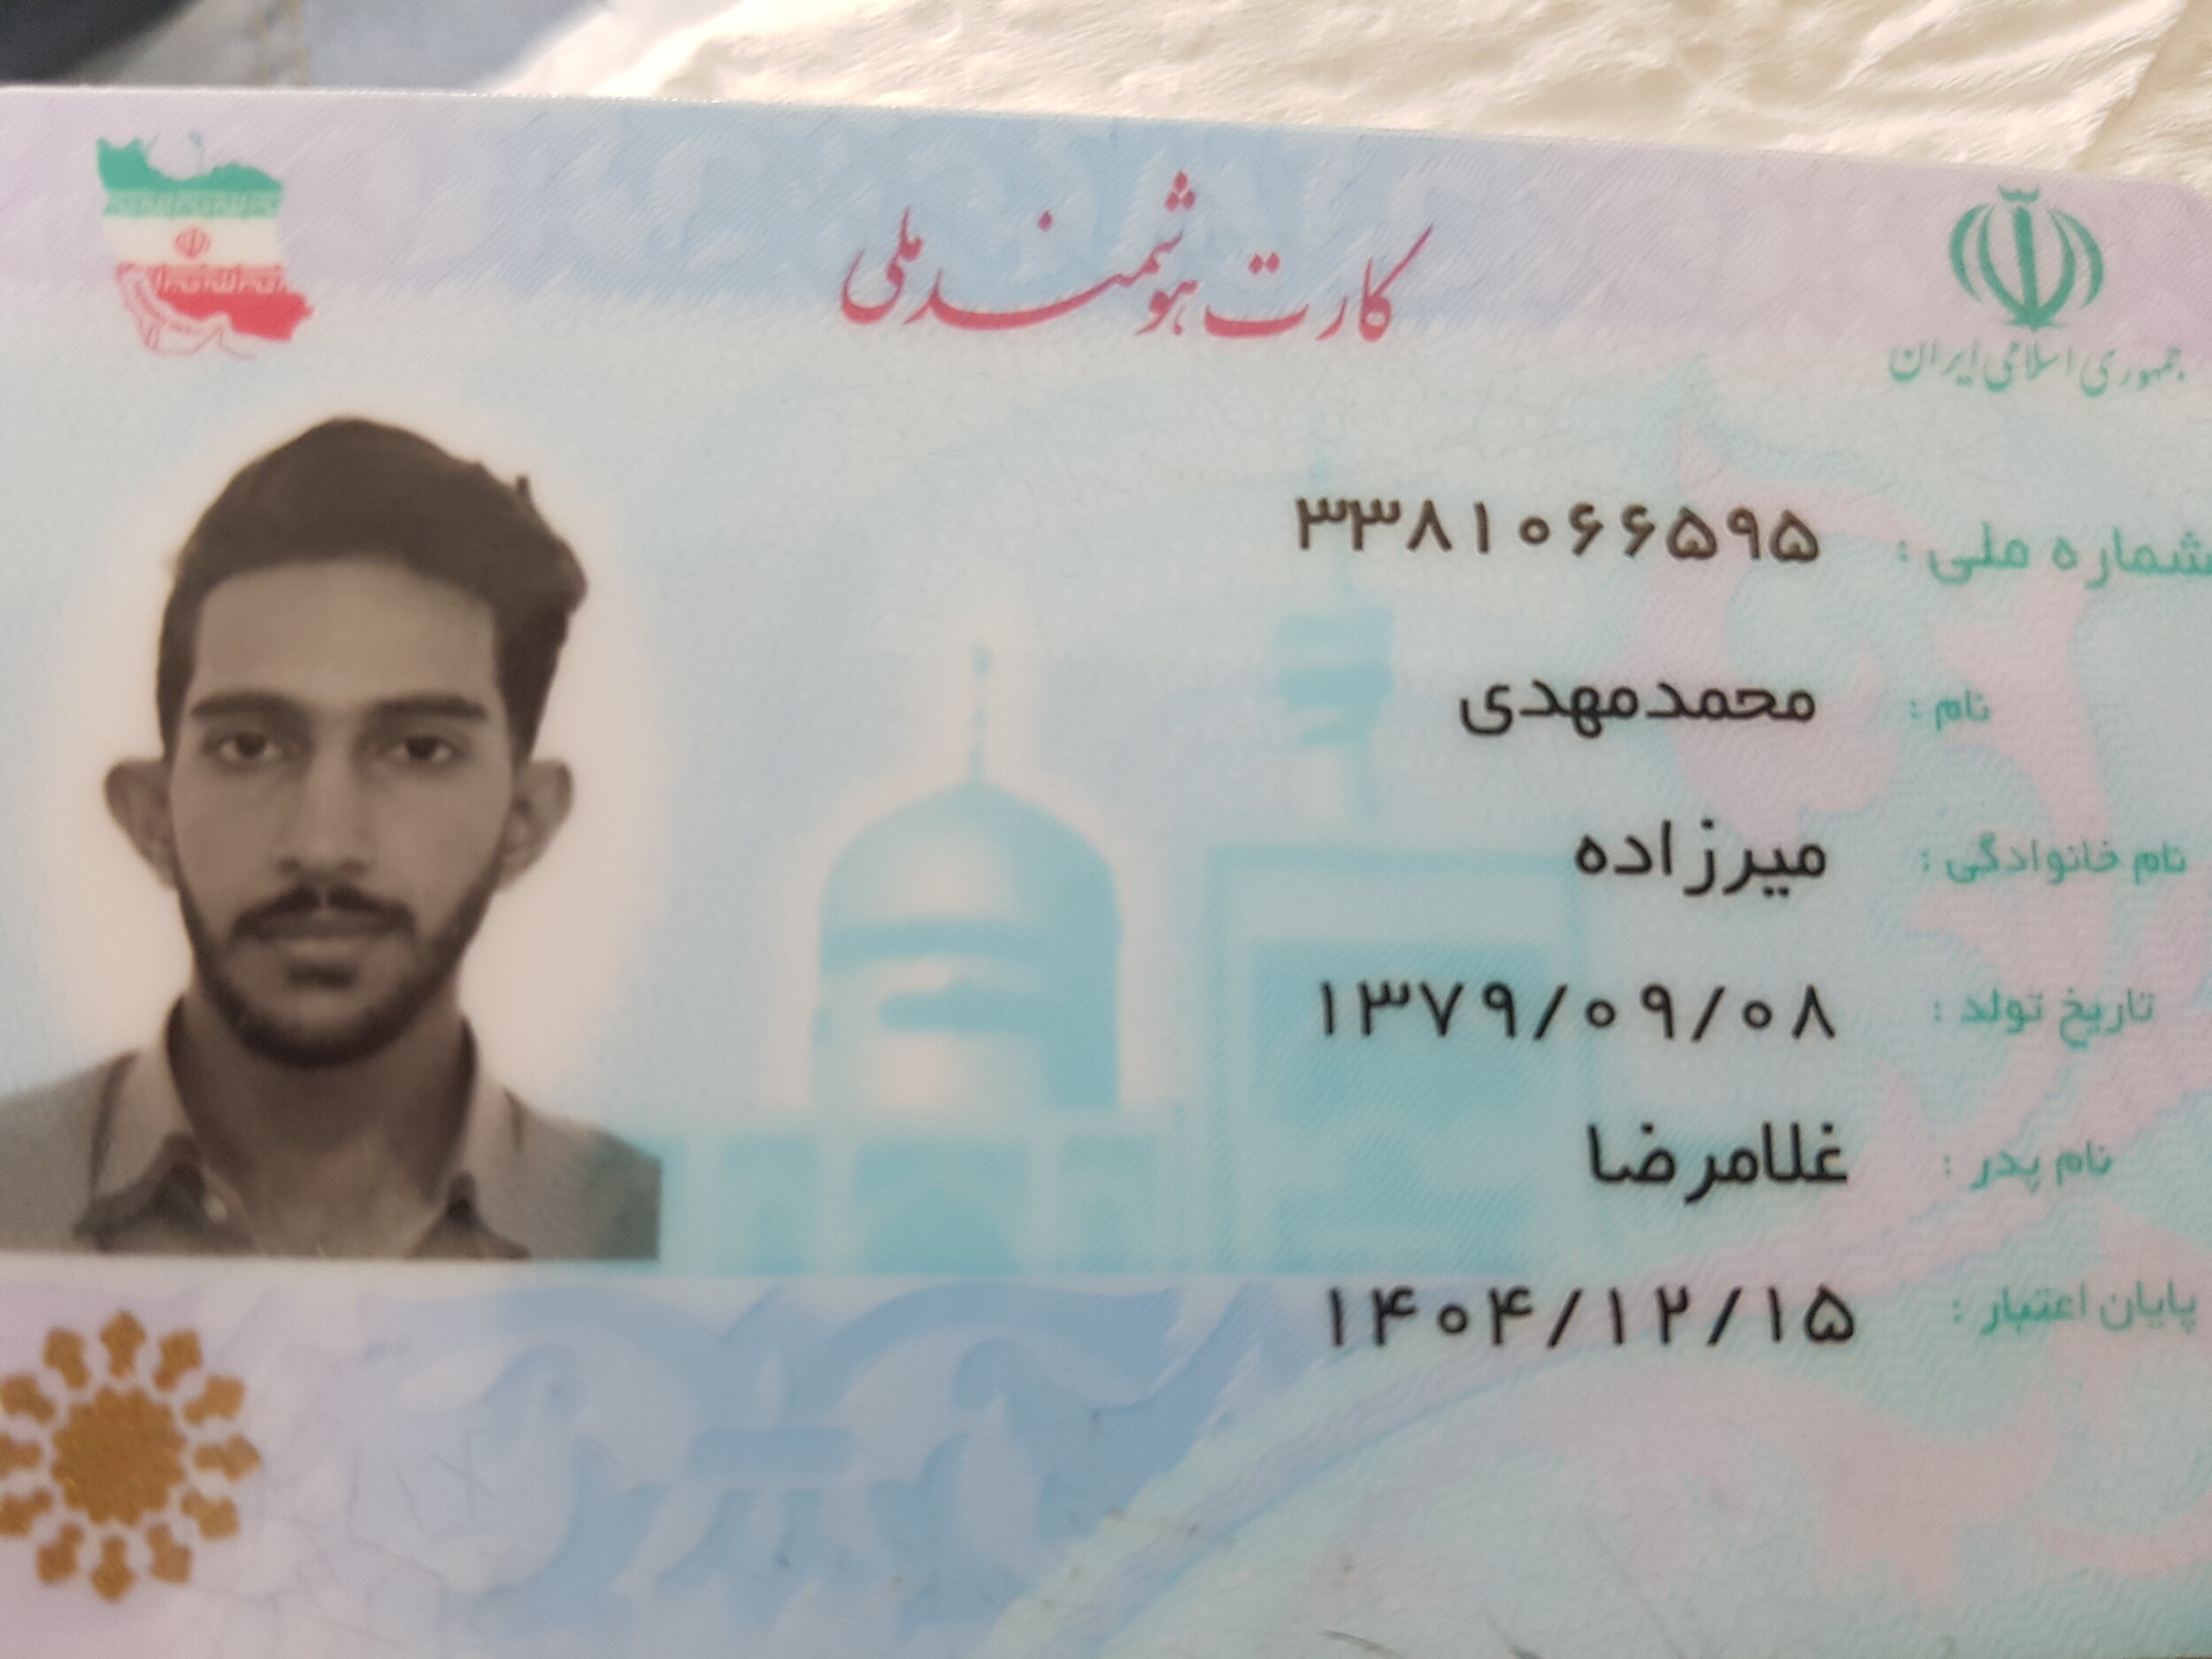 کارت هوشمند ملی
جمهوری اسلامی ایران
شماره ملی : ۳۳۸۱۰۶۶۵۹۵
نام : محمدمهدی
نام خانوادگی : میرزاده
تاریخ تولد : ۱۳۷۹/۰۹/۰۸
نام پدر : غلامرضا
پایان اعتبار : ۱۴۰۴/۱۲/۱۵